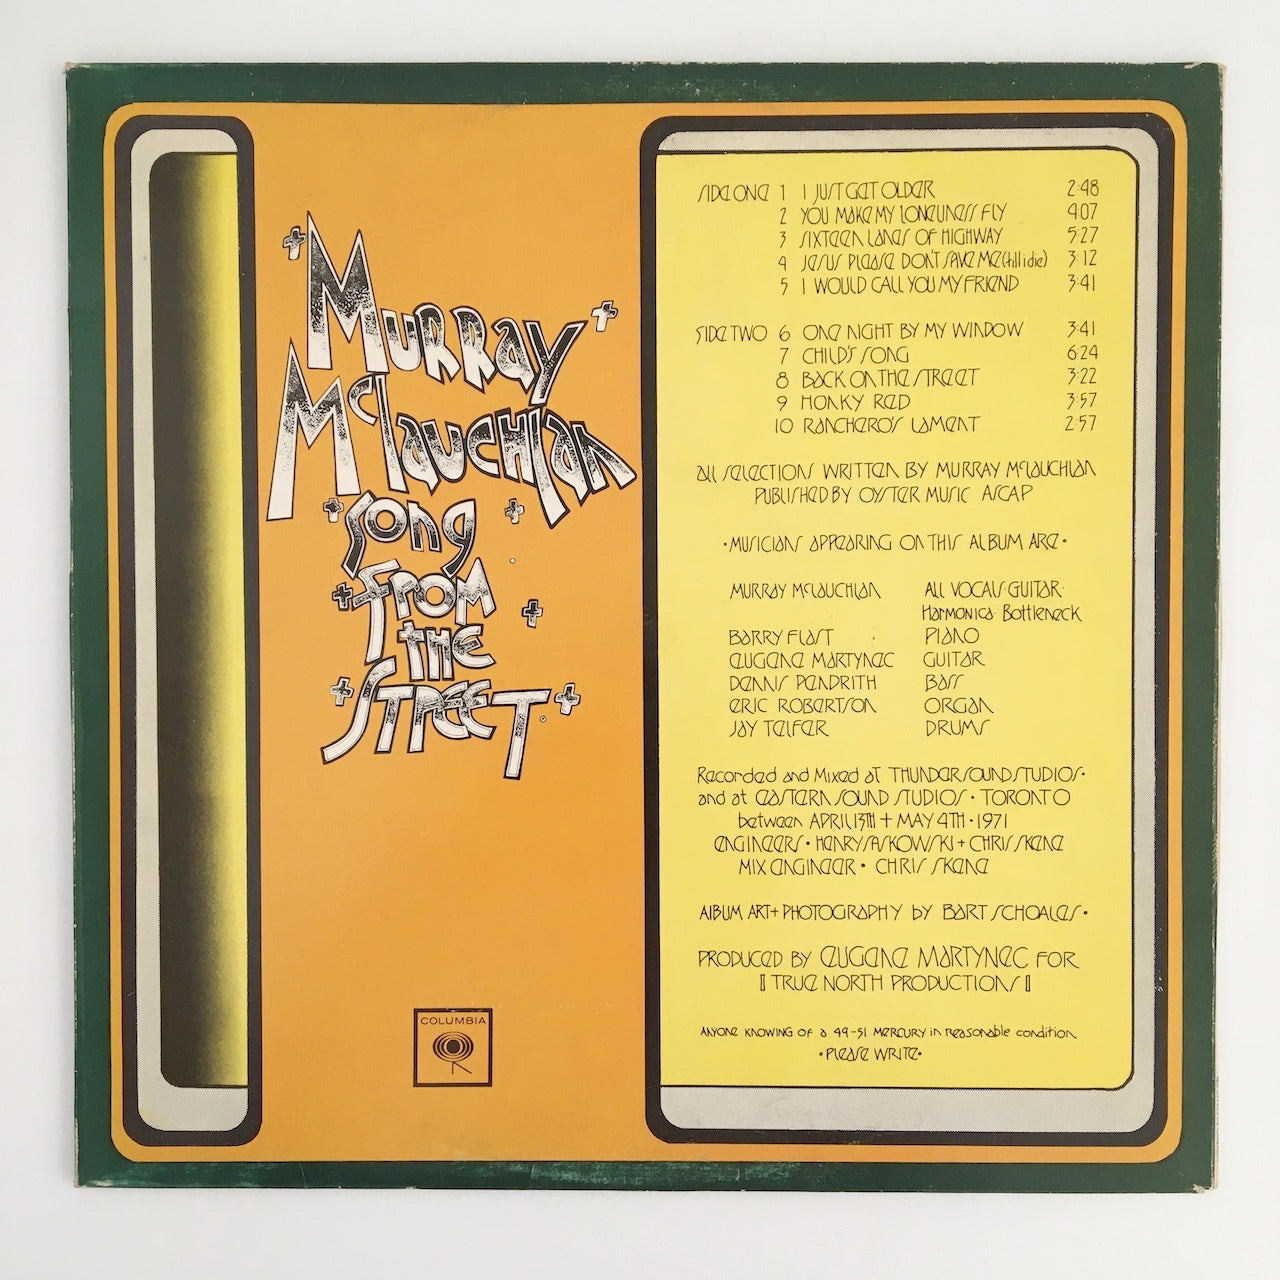 Murray
McLauchlan
Song
From
the
Street
COLUMBIA
SIDE ONE 1 I JUST GET OLDER 2:48
2 YOU MAKE MY LONELINESS FLY 4:07
3 SIXTEEN LANES OF HIGHWAY 5:27
4 JESUS PLEASE DON'T SAVE ME (till i die) 3:12
5 I WOULD CALL YOU MY FRIEND 3:41
SIDE TWO 6 ONE NIGHT BY MY WINDOW 3:41
7 CHILD'S SONG 6:24
8 BACK ON THE STREET 3:22
9 HONKY RED 3:57
10 RANCHERO'S LAMENT 2:57
All SELECTIONS WRITTEN BY MURRAY McLAUCHLAN
PUBLISHED BY OYSTER MUSIC ASCAP
•MUSICIANS APPEARING ON THIS ALBUM ARE•
MURRAY McLAUCHLAN ALL VOCALS·GUITAR·
Harmonica· Bottleneck
BARRY FLAST PIANO
EUGENE MARTYNEC GUITAR
DENNIS PENDRITH BASS
ERIC ROBERTSON ORGAN
JAY TELFER DRUMS
Recorded and Mixed at THUNDER SOUND STUDIOS•
and at EASTERN SOUND STUDIOS • TORONTO
between APRIL 13TH + MAY 4TH • 1971
ENGINEERS • HENRY SASKOWSKI + CHRIS SKENE
MIX ENGINEER • CHRIS SKENE
ALBUM ART + PHOTOGRAPHY by BART SCHOALES•
PRODUCED BY EUGENE MARTYNEC FOR
[] TRUE NORTH PRODUCTIONS []
ANYONE KNOWING OF a 49-51 MERCURY in REASONABLE condition
•PLEASE WRITE•